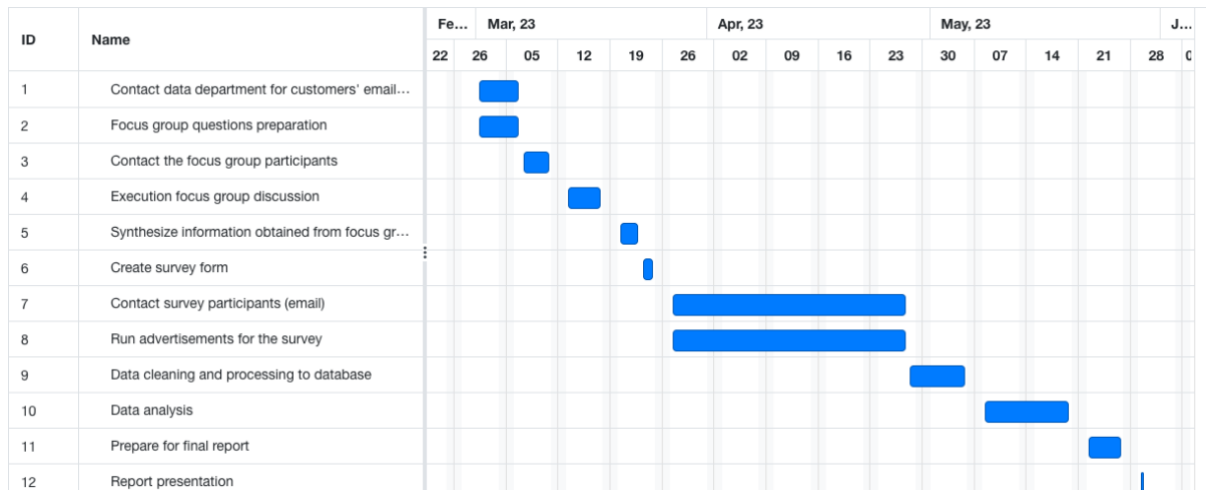 ID Name Fe... Mar, 23 Apr, 23 May, 23 J...
22 26 05 12 19 26 02 09 16 23 30 07 14 21 28
1 Contact data department for customers' email...
2 Focus group questions preparation
3 Contact the focus group participants
4 Execution focus group discussion
5 Synthesize information obtained from focus gr...
6 Create survey form
7 Contact survey participants (email)
8 Run advertisements for the survey
9 Data cleaning and processing to database
10 Data analysis
11 Prepare for final report
12 Report presentation